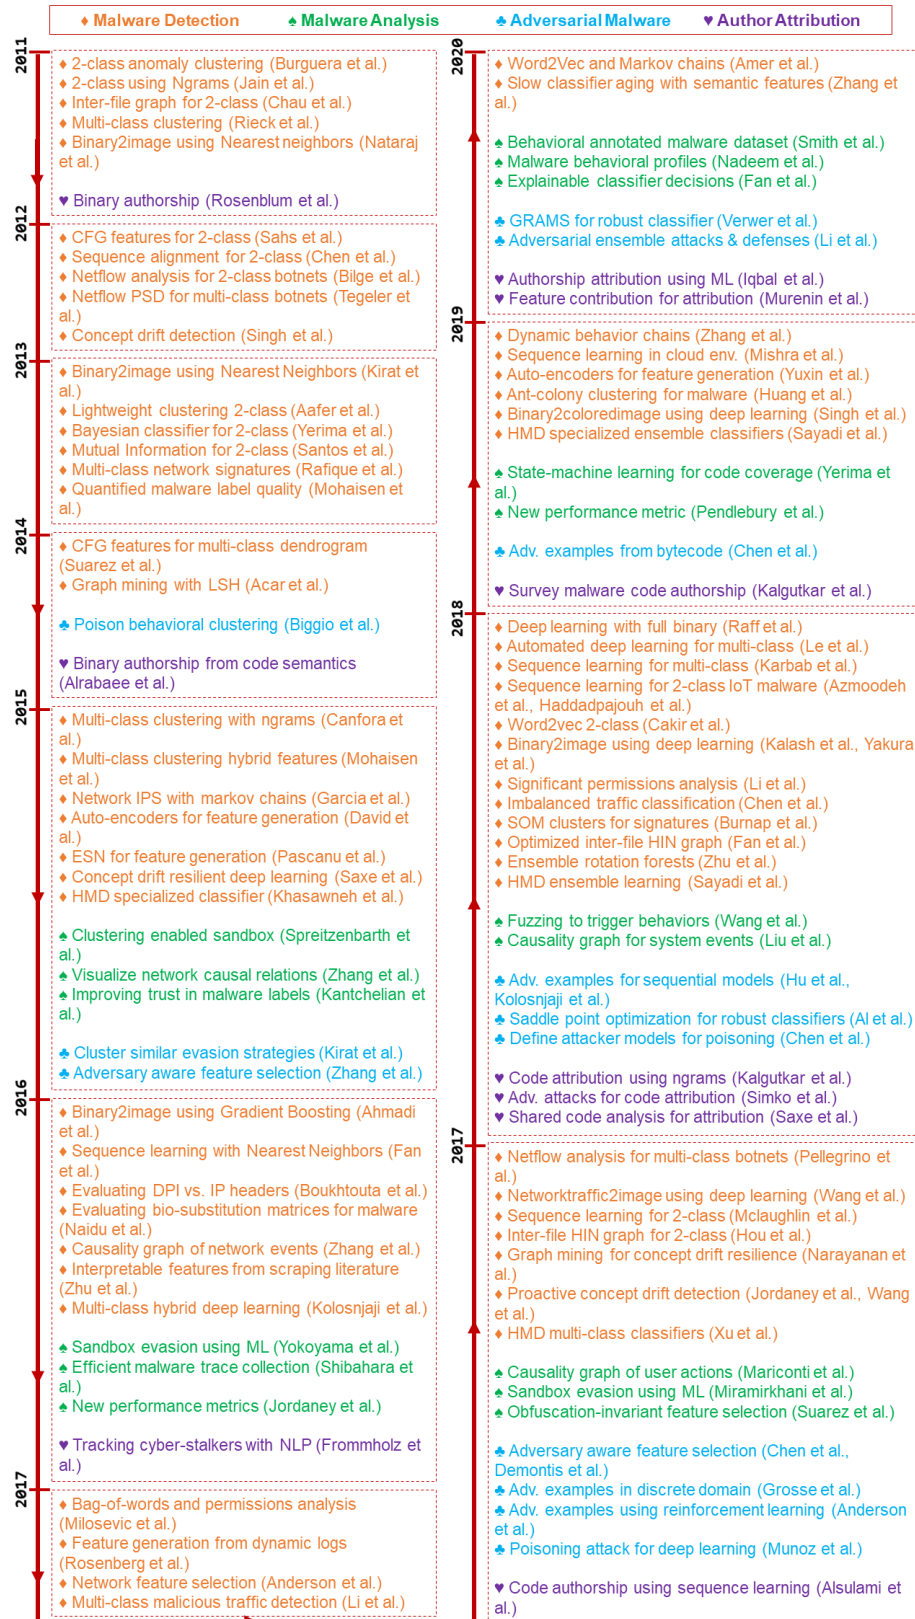 ♦ Malware Detection ♠ Malware Analysis ♣ Adversarial Malware ♥ Author Attribution
2011
♦ 2-class anomaly clustering (Burguera et al.)
♦ 2-class using Ngrams (Jain et al.)
♦ Inter-file graph for 2-class (Chau et al.)
♦ Multi-class clustering (Rieck et al.)
♦ Binary2image using Nearest neighbors (Nataraj
et al.)
♥ Binary authorship (Rosenblum et al.)
2012
♦ CFG features for 2-class (Sahs et al.)
♦ Sequence alignment for 2-class (Chen et al.)
♦ Netflow analysis for 2-class botnets (Bilge et al.)
♦ Netflow PSD for multi-class botnets (Tegeler et
al.)
♦ Concept drift detection (Singh et al.)
2013
♦ Binary2image using Nearest Neighbors (Kirat et
al.)
♦ Lightweight clustering 2-class (Aafer et al.)
♦ Bayesian classifier for 2-class (Yerima et al.)
♦ Mutual Information for 2-class (Santos et al.)
♦ Multi-class network signatures (Rafique et al.)
♦ Quantified malware label quality (Mohaisen et
al.)
2014
♦ CFG features for multi-class dendrogram
(Suarez et al.)
♦ Graph mining with LSH (Acar et al.)
♣ Poison behavioral clustering (Biggio et al.)
♥ Binary authorship from code semantics
(Alrabaee et al.)
2015
♦ Multi-class clustering with ngrams (Canfora et
al.)
♦ Multi-class clustering hybrid features (Mohaisen
et al.)
♦ Network IPS with markov chains (Garcia et al.)
♦ Auto-encoders for feature generation (David et
al.)
♦ ESN for feature generation (Pascanu et al.)
♦ Concept drift resilient deep learning (Saxe et al.)
♦ HMD specialized classifier (Khasawneh et al.)
♠ Clustering enabled sandbox (Spreitzenbarth et
al.)
♠ Visualize network causal relations (Zhang et al.)
♠ Improving trust in malware labels (Kantchelian et
al.)
♣ Cluster similar evasion strategies (Kirat et al.)
♣ Adversary aware feature selection (Zhang et al.)
2016
♦ Binary2image using Gradient Boosting (Ahmadi
et al.)
♦ Sequence learning with Nearest Neighbors (Fan
et al.)
♦ Evaluating DPI vs. IP headers (Boukhtouta et al.)
♦ Evaluating bio-substitution matrices for malware
(Naidu et al.)
♦ Causality graph of network events (Zhang et al.)
♦ Interpretable features from scraping literature
(Zhu et al.)
♦ Multi-class hybrid deep learning (Kolosnjaji et al.)
♠ Sandbox evasion using ML (Yokoyama et al.)
♠ Efficient malware trace collection (Shibahara et
al.)
♠ New performance metrics (Jordaney et al.)
♥ Tracking cyber-stalkers with NLP (Frommholz et
al.)
2017
♦ Bag-of-words and permissions analysis
(Milosevic et al.)
♦ Feature generation from dynamic logs
(Rosenberg et al.)
♦ Network feature selection (Anderson et al.)
♦ Multi-class malicious traffic detection (Li et al.)
2020
♦ Word2Vec and Markov chains (Amer et al.)
♦ Slow classifier aging with semantic features (Zhang et
al.)
♠ Behavioral annotated malware dataset (Smith et al.)
♠ Malware behavioral profiles (Nadeem et al.)
♠ Explainable classifier decisions (Fan et al.)
♣ GRAMS for robust classifier (Verwer et al.)
♣ Adversarial ensemble attacks & defenses (Li et al.)
♥ Authorship attribution using ML (Iqbal et al.)
♥ Feature contribution for attribution (Murenin et al.)
2019
♦ Dynamic behavior chains (Zhang et al.)
♦ Sequence learning in cloud env. (Mishra et al.)
♦ Auto-encoders for feature generation (Yuxin et al.)
♦ Ant-colony clustering for malware (Huang et al.)
♦ Binary2coloredimage using deep learning (Singh et al.)
♦ HMD specialized ensemble classifiers (Sayadi et al.)
♠ State-machine learning for code coverage (Yerima et
al.)
♠ New performance metric (Pendlebury et al.)
♣ Adv. examples from bytecode (Chen et al.)
♥ Survey malware code authorship (Kalgutkar et al.)
2018
♦ Deep learning with full binary (Raff et al.)
♦ Automated deep learning for multi-class (Le et al.)
♦ Sequence learning for multi-class (Karbab et al.)
♦ Sequence learning for 2-class IoT malware (Azmoodeh
et al., Haddadpajouh et al.)
♦ Word2vec 2-class (Cakir et al.)
♦ Binary2image using deep learning (Kalash et al., Yakura
et al.)
♦ Significant permissions analysis (Li et al.)
♦ Imbalanced traffic classification (Chen et al.)
♦ SOM clusters for signatures (Burnap et al.)
♦ Optimized inter-file HIN graph (Fan et al.)
♦ Ensemble rotation forests (Zhu et al.)
♦ HMD ensemble learning (Sayadi et al.)
♠ Fuzzing to trigger behaviors (Wang et al.)
♠ Causality graph for system events (Liu et al.)
♣ Adv. examples for sequential models (Hu et al.,
Kolosnjaji et al.)
♣ Saddle point optimization for robust classifiers (Al et al.)
♣ Define attacker models for poisoning (Chen et al.)
♥ Code attribution using ngrams (Kalgutkar et al.)
♥ Adv. attacks for code attribution (Simko et al.)
♥ Shared code analysis for attribution (Saxe et al.)
2017
♦ Netflow analysis for multi-class botnets (Pellegrino et
al.)
♦ Networktraffic2image using deep learning (Wang et al.)
♦ Sequence learning for 2-class (Mclaughlin et al.)
♦ Inter-file HIN graph for 2-class (Hou et al.)
♦ Graph mining for concept drift resilience (Narayanan et
al.)
♦ Proactive concept drift detection (Jordaney et al., Wang
et al.)
♦ HMD multi-class classifiers (Xu et al.)
♠ Causality graph of user actions (Mariconti et al.)
♠ Sandbox evasion using ML (Miramirkhani et al.)
♠ Obfuscation-invariant feature selection (Suarez et al.)
♣ Adversary aware feature selection (Chen et al.,
Demontis et al.)
♣ Adv. examples in discrete domain (Grosse et al.)
♣ Adv. examples using reinforcement learning (Anderson
et al.)
♣ Poisoning attack for deep learning (Munoz et al.)
♥ Code authorship using sequence learning (Alsulami et
al.)